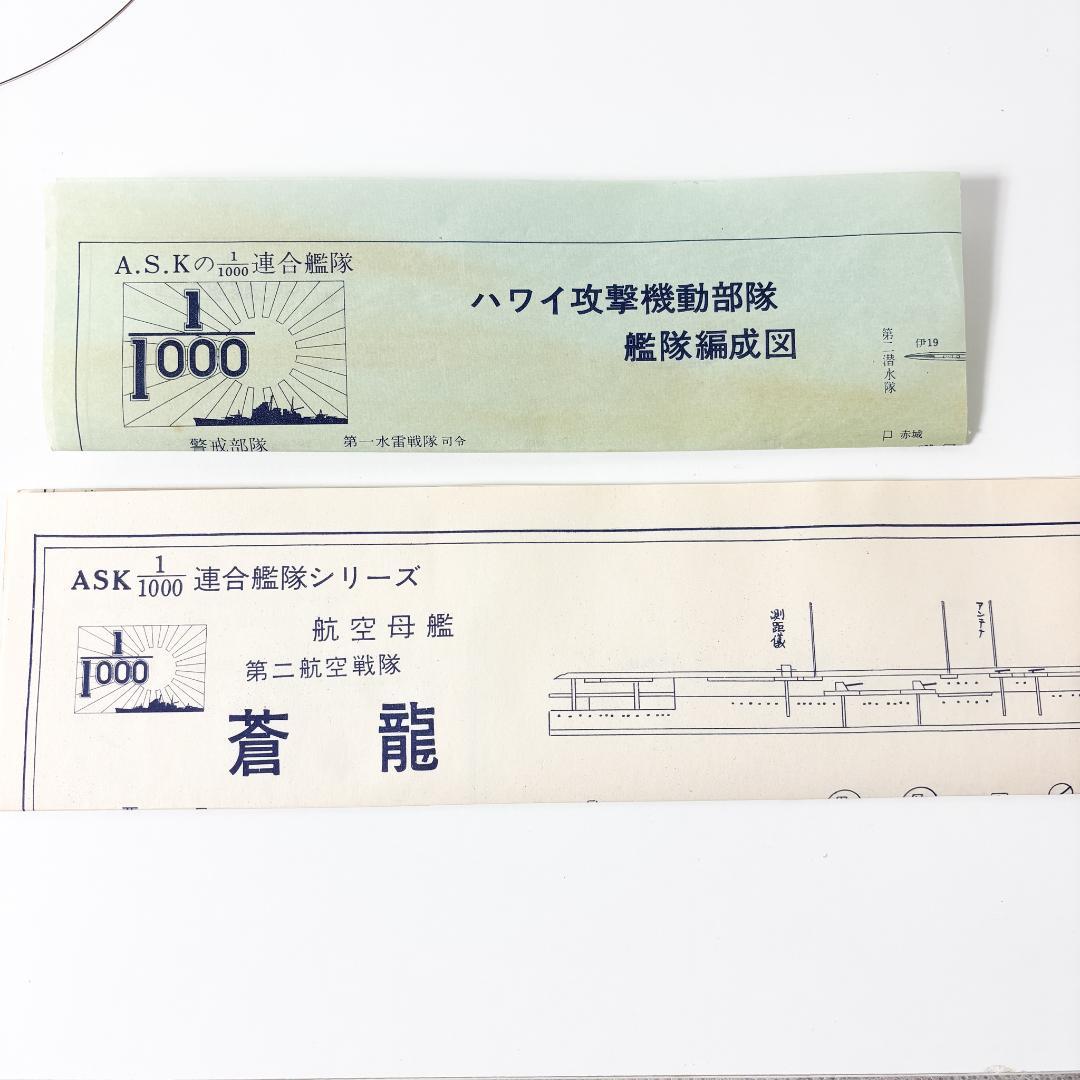 A.S.Kの1/1000連合艦隊
1/1000
ハワイ攻撃機動部隊
艦隊編成図
第二潜水隊
伊19
赤城
警戒部隊
第一水雷戦隊司令
ASK 1/1000 連合艦隊シリーズ
1/1000
航空母艦
第二航空戦隊
蒼龍
測距儀
アンテナ